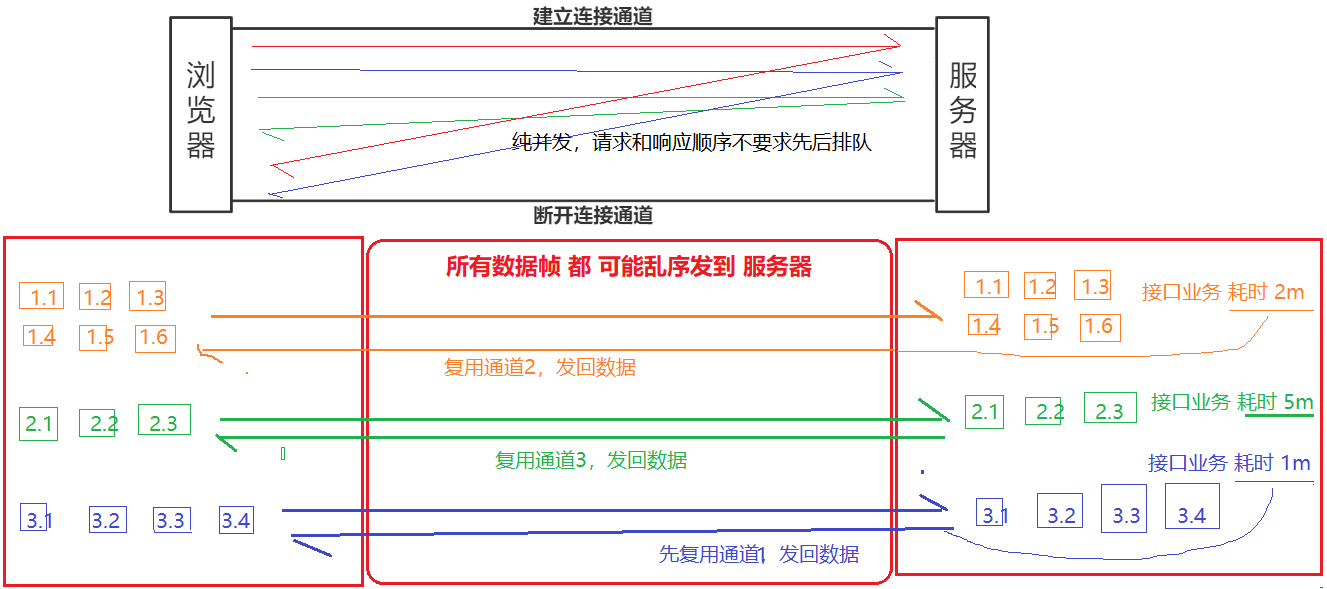 建立连接通道
浏览器
服务器
纯并发，请求和响应顺序不要求先后排队
断开连接通道
所有数据帧 都 可能乱序发到 服务器
1.1 1.2 1.3
1.4 1.5 1.6
复用通道2，发回数据
1.1 1.2 1.3
1.4 1.5 1.6
接口业务 耗时 2m
2.1 2.2 2.3
复用通道3，发回数据
2.1 2.2 2.3
接口业务 耗时 5m
3.1 3.2 3.3 3.4
先复用通道1，发回数据
接口业务 耗时 1m
3.1 3.2 3.3 3.4